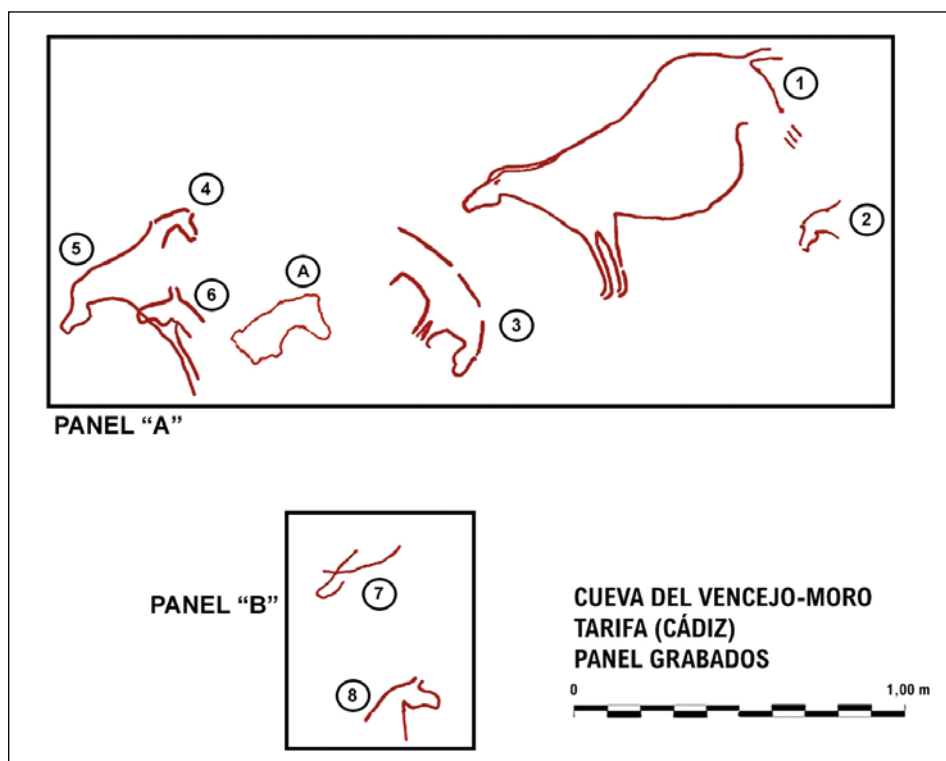 1
2
4
5
6
A
3
PANEL “A”
7
PANEL “B”
8
CUEVA DEL VENCEJO-MORO
TARIFA (CÁDIZ)
PANEL GRABADOS
0 1,00 m